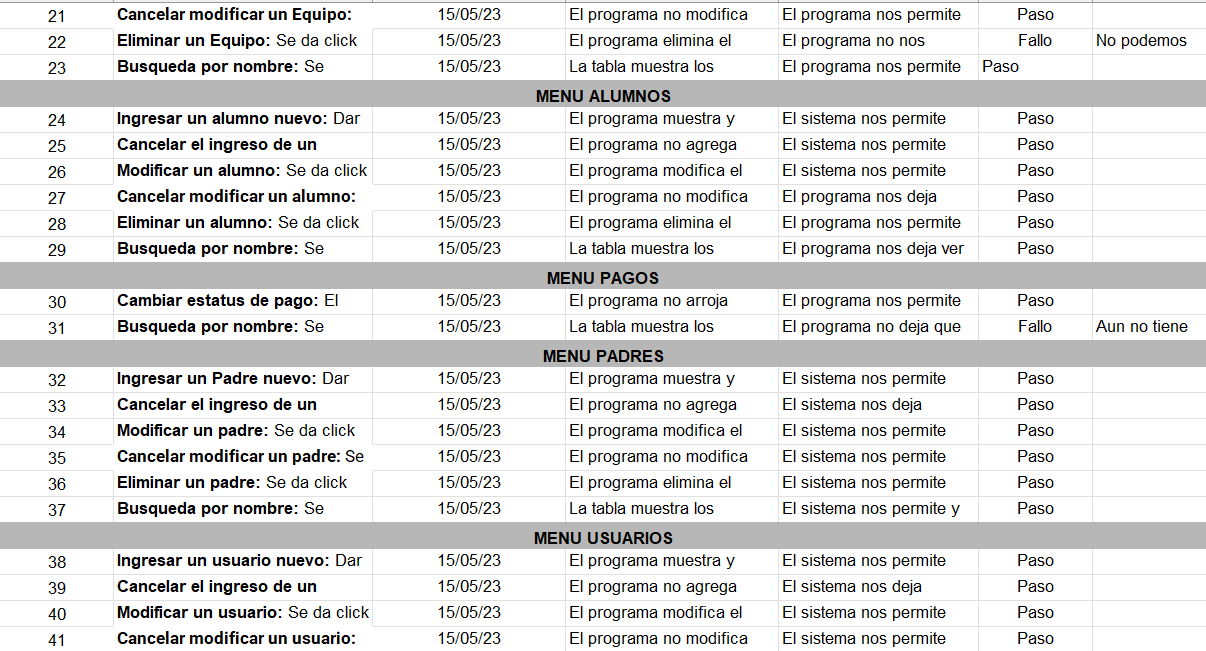 21 Cancelar modificar un Equipo: 15/05/23 El programa no modifica El programa nos permite Paso
22 Eliminar un Equipo: Se da click 15/05/23 El programa elimina el El programa no nos Fallo No podemos
23 Busqueda por nombre: Se 15/05/23 La tabla muestra los El programa nos permite Paso
MENU ALUMNOS
24 Ingresar un alumno nuevo: Dar 15/05/23 El programa muestra y El sistema nos permite Paso
25 Cancelar el ingreso de un 15/05/23 El programa no agrega El sistema nos permite Paso
26 Modificar un alumno: Se da click 15/05/23 El programa modifica el El sistema nos permite Paso
27 Cancelar modificar un alumno: 15/05/23 El programa no modifica El programa nos deja Paso
28 Eliminar un alumno: Se da click 15/05/23 El programa elimina el El programa nos permite Paso
29 Busqueda por nombre: Se 15/05/23 La tabla muestra los El programa nos deja ver Paso
MENU PAGOS
30 Cambiar estatus de pago: El 15/05/23 El programa no arroja El programa nos permite Paso
31 Busqueda por nombre: Se 15/05/23 La tabla muestra los El programa no deja que Fallo Aun no tiene
MENU PADRES
32 Ingresar un Padre nuevo: Dar 15/05/23 El programa muestra y El sistema nos permite Paso
33 Cancelar el ingreso de un 15/05/23 El programa no agrega El sistema nos deja Paso
34 Modificar un padre: Se da click 15/05/23 El programa modifica el El sistema nos permite Paso
35 Cancelar modificar un padre: Se 15/05/23 El programa no modifica El sistema nos permite Paso
36 Eliminar un padre: Se da click 15/05/23 El programa elimina el El sistema nos permite Paso
37 Busqueda por nombre: Se 15/05/23 La tabla muestra los El sistema nos permite y Paso
MENU USUARIOS
38 Ingresar un usuario nuevo: Dar 15/05/23 El programa muestra y El sistema nos permite Paso
39 Cancelar el ingreso de un 15/05/23 El programa no agrega El sistema nos deja Paso
40 Modificar un usuario: Se da click 15/05/23 El programa modifica el El sistema nos permite Paso
41 Cancelar modificar un usuario: 15/05/23 El programa no modifica El sistema nos permite Paso